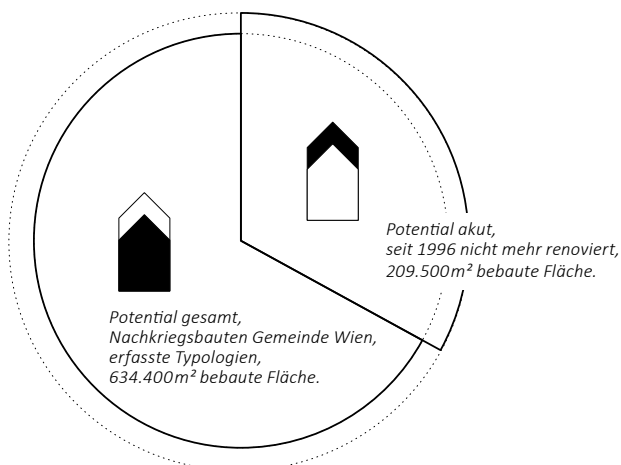 Potential akut,
seit 1996 nicht mehr renoviert,
209.500m² bebaute Fläche.
Potential gesamt,
Nachkriegsbauten Gemeinde Wien,
erfasste Typologien,
634.400m² bebaute Fläche.